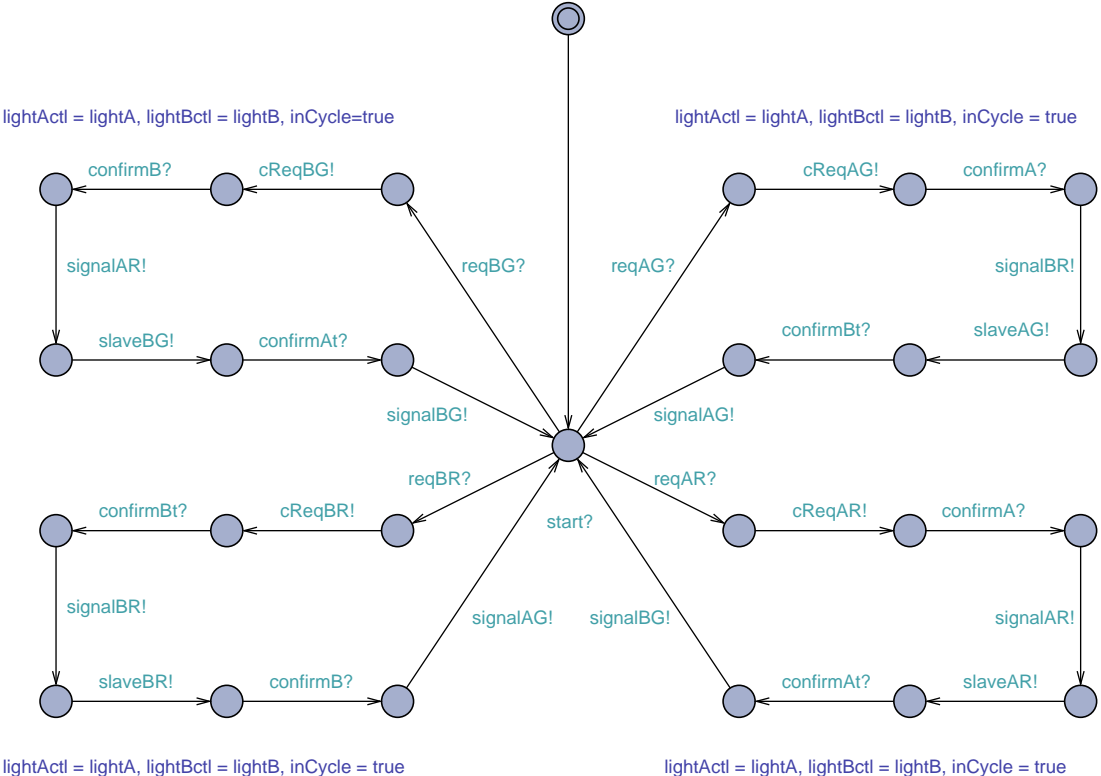 lightActl = lightA, lightBctl = lightB, inCycle=true
lightActl = lightA, lightBctl = lightB, inCycle = true
confirmB?
cReqBG!
cReqAG!
confirmA?
signalAR!
reqBG?
reqAG?
signalBR!
slaveBG!
confirmAt?
confirmBt?
slaveAG!
signalBG!
signalAG!
reqBR?
reqAR?
confirmBt?
cReqBR!
start?
cReqAR!
confirmA?
signalBR!
signalAG!
signalBG!
signalAR!
slaveBR!
confirmB?
confirmAt?
slaveAR!
lightActl = lightA, lightBctl = lightB, inCycle = true
lightActl = lightA, lightBctl = lightB, inCycle = true